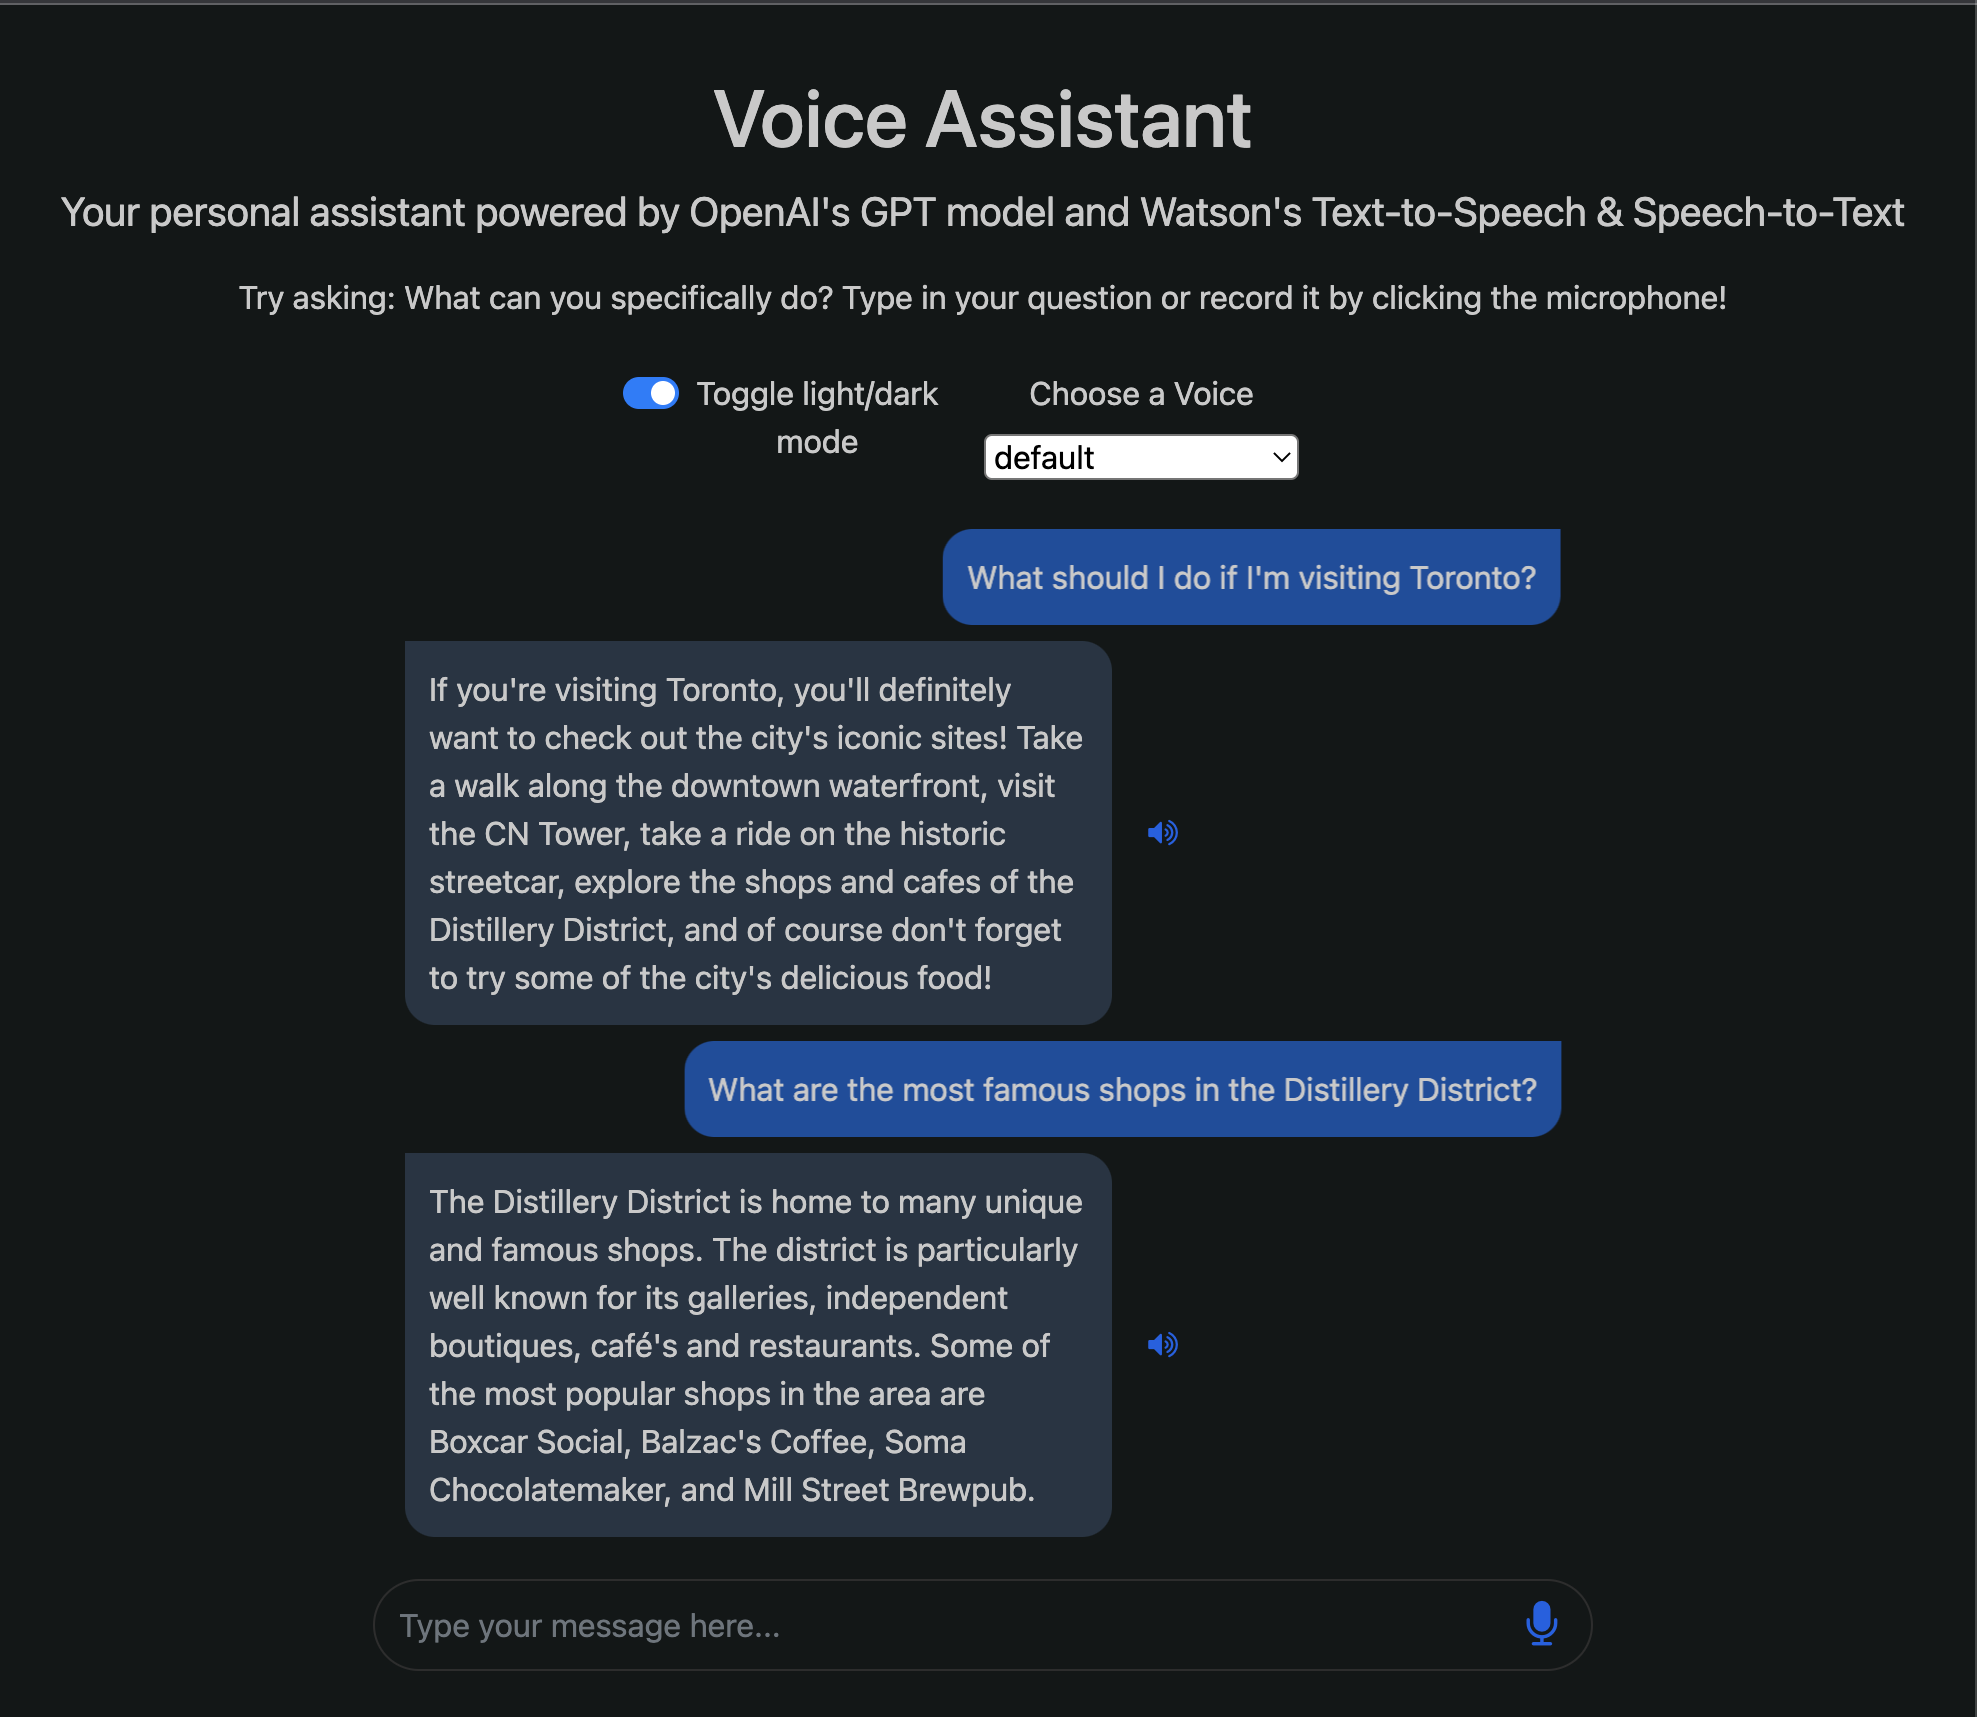 Voice Assistant
Your personal assistant powered by OpenAI's GPT model and Watson's Text-to-Speech & Speech-to-Text
Try asking: What can you specifically do? Type in your question or record it by clicking the microphone!
Toggle light/dark
mode
Choose a Voice
default
What should I do if I'm visiting Toronto?
If you're visiting Toronto, you'll definitely
want to check out the city's iconic sites! Take
a walk along the downtown waterfront, visit
the CN Tower, take a ride on the historic
streetcar, explore the shops and cafes of the
Distillery District, and of course don't forget
to try some of the city's delicious food!
What are the most famous shops in the Distillery District?
The Distillery District is home to many unique
and famous shops. The district is particularly
well known for its galleries, independent
boutiques, café's and restaurants. Some of
the most popular shops in the area are
Boxcar Social, Balzac's Coffee, Soma
Chocolatemaker, and Mill Street Brewpub.
Type your message here...